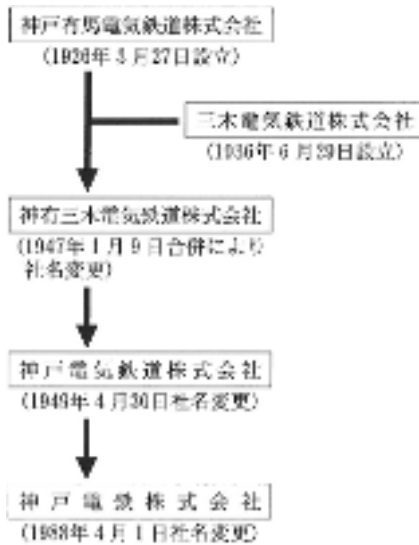 神戸有馬電気鉄道株式会社
(1926年3月27日設立)
三木電気鉄道株式会社
(1936年6月29日設立)
神有三木電気鉄道株式会社
(1947年1月9日合併により
社名変更)
神戸電気鉄道株式会社
(1949年4月30日社名変更)
神戸電鉄株式会社
(1988年4月1日社名変更)